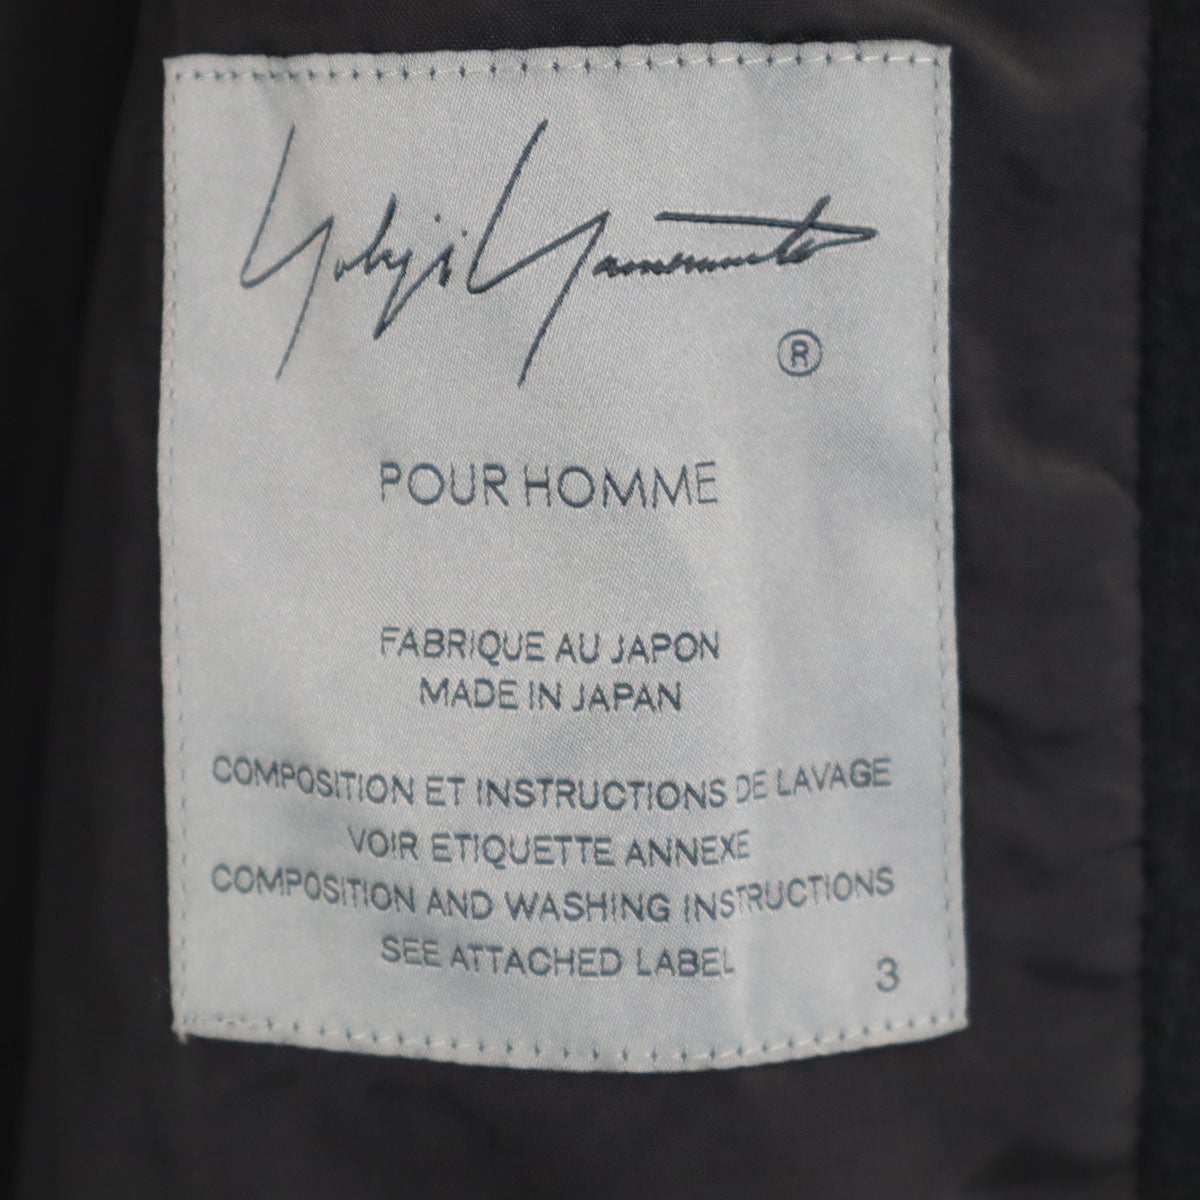 Yohji Yamamoto
®
POUR HOMME
FABRIQUE AU JAPON
MADE IN JAPAN
COMPOSITION ET INSTRUCTIONS DE LAVAGE
VOIR ETIQUETTE ANNEXE
COMPOSITION AND WASHING INSTRUCTIONS
SEE ATTACHED LABEL
3